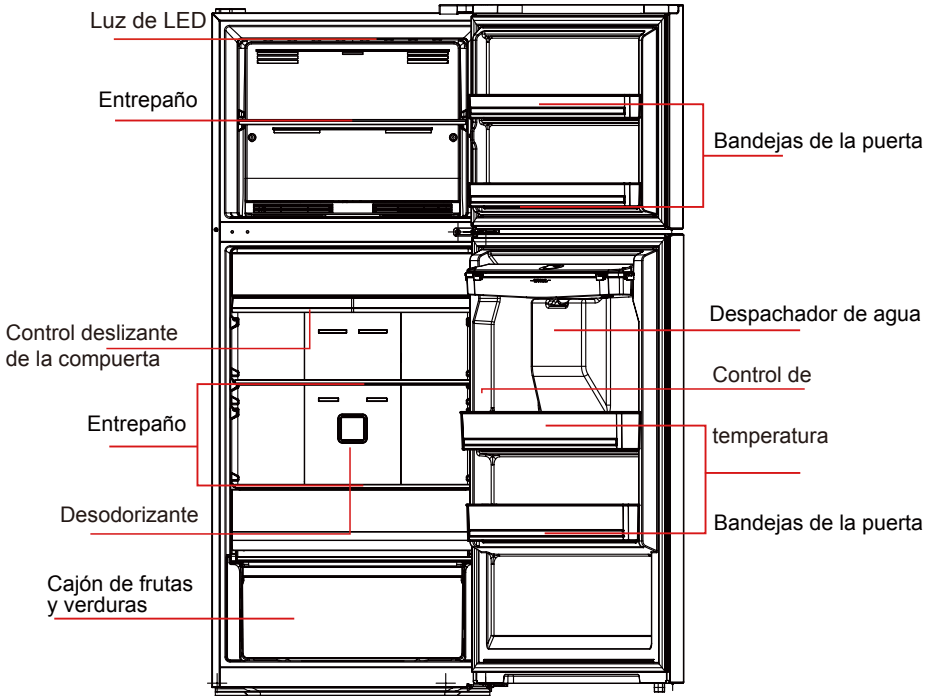 Luz de LED
Entrepaño
Bandejas de la puerta
Despachador de agua
Control deslizante
de la compuerta
Control de
Entrepaño
temperatura
Desodorizante
Bandejas de la puerta
Cajón de frutas
y verduras